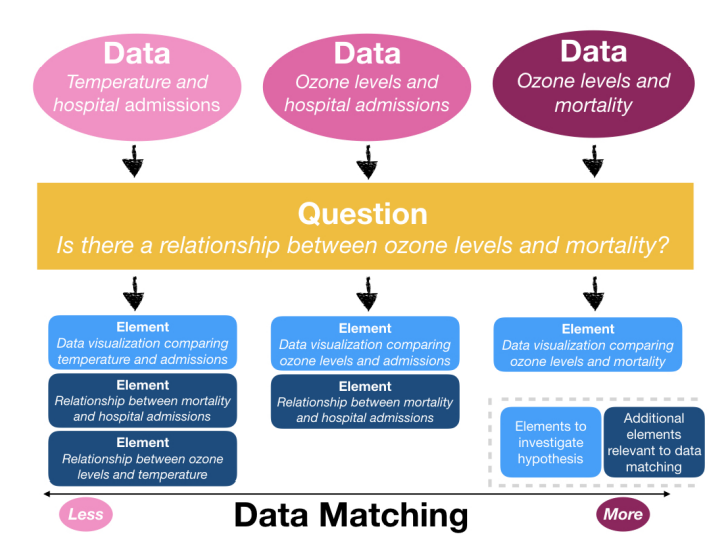 Data
Temperature and
hospital admissions
Data
Ozone levels and
hospital admissions
Data
Ozone levels and
mortality
Question
Is there a relationship between ozone levels and mortality?
Element
Data visualization comparing
temperature and admissions
Element
Relationship between mortality
and hospital admissions
Element
Relationship between ozone
levels and temperature
Element
Data visualization comparing
ozone levels and admissions
Element
Relationship between mortality
and hospital admissions
Element
Data visualization comparing
ozone levels and mortality
Elements to
investigate
hypothesis
Additional
elements
relevant to data
matching
Less
Data Matching
More